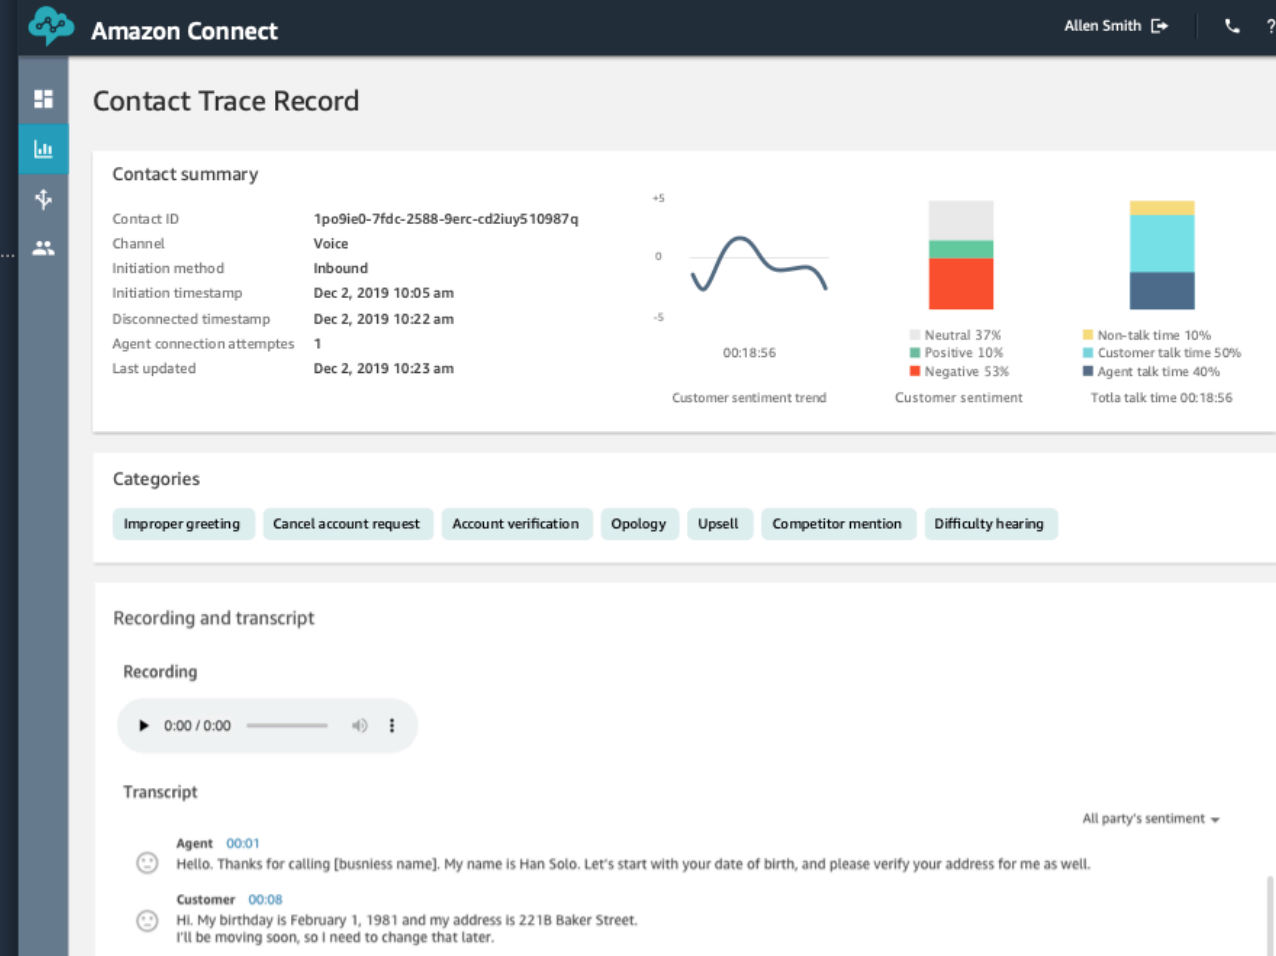 Amazon Connect
Allen Smith
?
Contact Trace Record
Contact summary
Contact ID 1po9ie0-7fdc-2588-9erc-cd2iuy510987q
Channel Voice
Initiation method Inbound
Initiation timestamp Dec 2, 2019 10:05 am
Disconnected timestamp Dec 2, 2019 10:22 am
Agent connection attemptes 1
Last updated Dec 2, 2019 10:23 am
+5
0
-5
00:18:56
Customer sentiment trend
Neutral 37%
Positive 10%
Negative 53%
Customer sentiment
Non-talk time 10%
Customer talk time 50%
Agent talk time 40%
Totla talk time 00:18:56
Categories
Improper greeting Cancel account request Account verification Opology Upsell Competitor mention Difficulty hearing
Recording and transcript
Recording
0:00 / 0:00
Transcript
All party's sentiment
Agent 00:01
Hello. Thanks for calling [busniess name]. My name is Han Solo. Let's start with your date of birth, and please verify your address for me as well.
Customer 00:08
Hi. My birthday is February 1, 1981 and my address is 221B Baker Street.
I'll be moving soon, so I need to change that later.